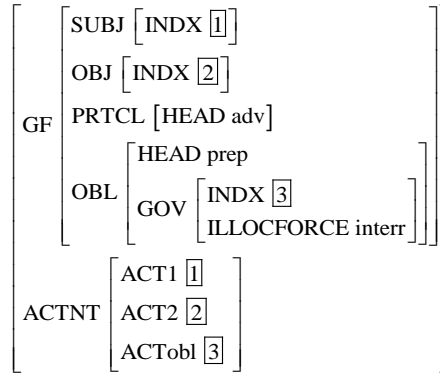 SUBJ [INDX 1]
OBJ [INDX 2]
GF PRTCL [HEAD adv]
HEAD prep
OBL GOV INDX 3
ILLOCFORCE interr
ACT1 1
ACTNT ACT2 2
ACTobl 3